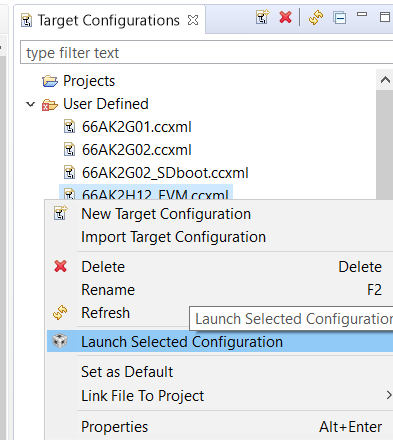 Target Configurations
type filter text
Projects
User Defined
66AK2G01.ccxml
66AK2G02.ccxml
66AK2G02_SDboot.ccxml
66AK2H12_EVM.ccxml
New Target Configuration
Import Target Configuration
Delete Delete
Rename F2
Refresh
Launch Selected Configuration
Launch Selected Configuration
Set as Default
Link File To Project
Properties Alt+Enter